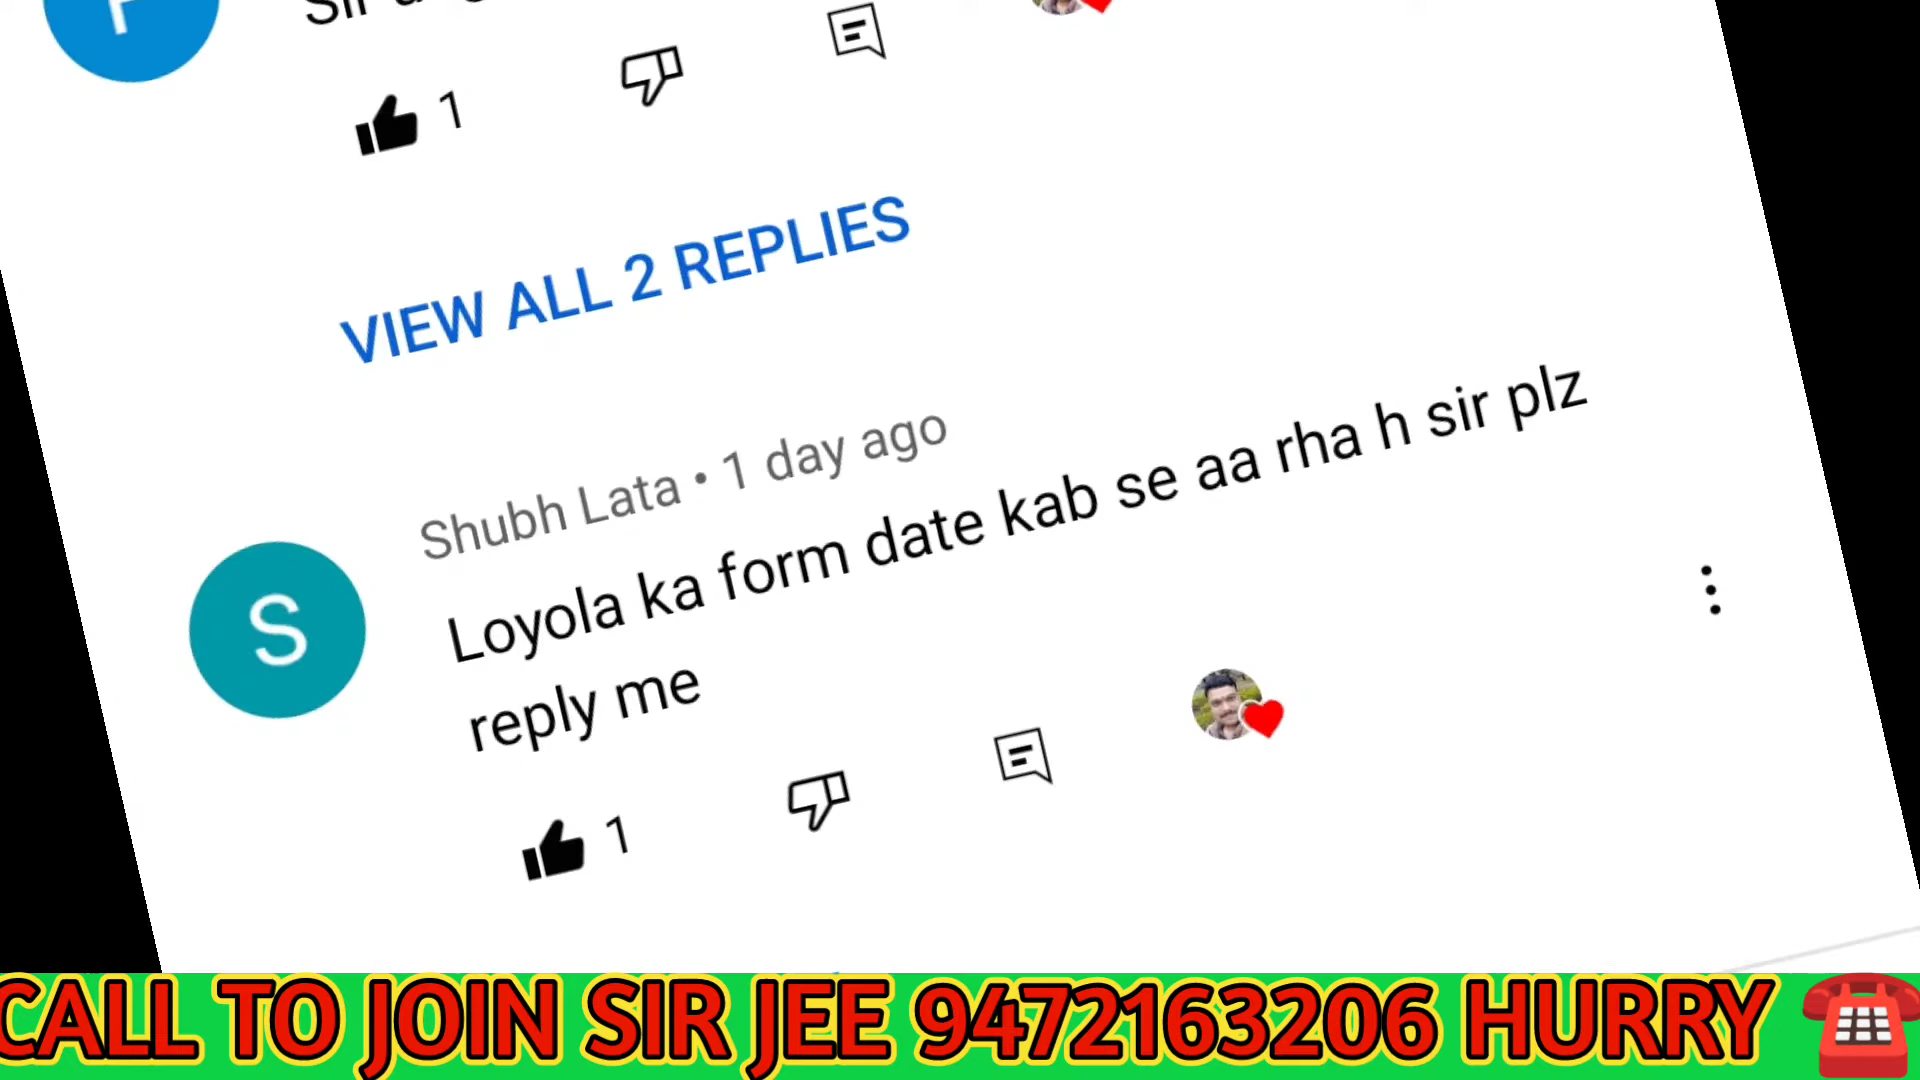 Sir
1
VIEW ALL 2 REPLIES
Shubh Lata • 1 day ago
S
Loyola ka form date kab se aa rha h sir plz
reply me
1
CALL TO JOIN SIR JEE 9472163206 HURRY